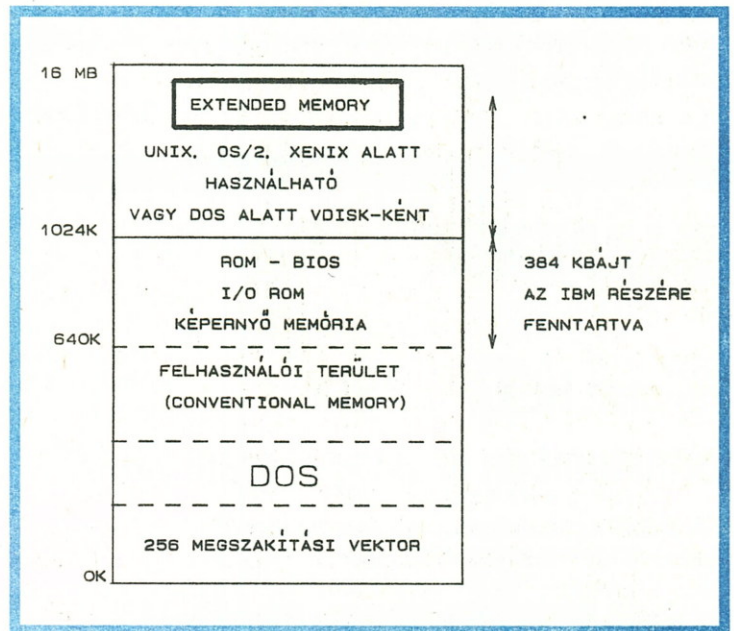 16 MB
EXTENDED MEMORY
UNIX, OS/2, XENIX ALATT
HASZNÁLHATÓ
VAGY DOS ALATT VDISK-KÉNT
1024K
ROM - BIOS
I/O ROM
KÉPERNYŐ MEMÓRIA
384 KBÁJT
AZ IBM RÉSZÉRE
FENNTARTVA
640K
FELHASZNÁLÓI TERÜLET
(CONVENTIONAL MEMORY)
DOS
256 MEGSZAKÍTÁSI VEKTOR
0K